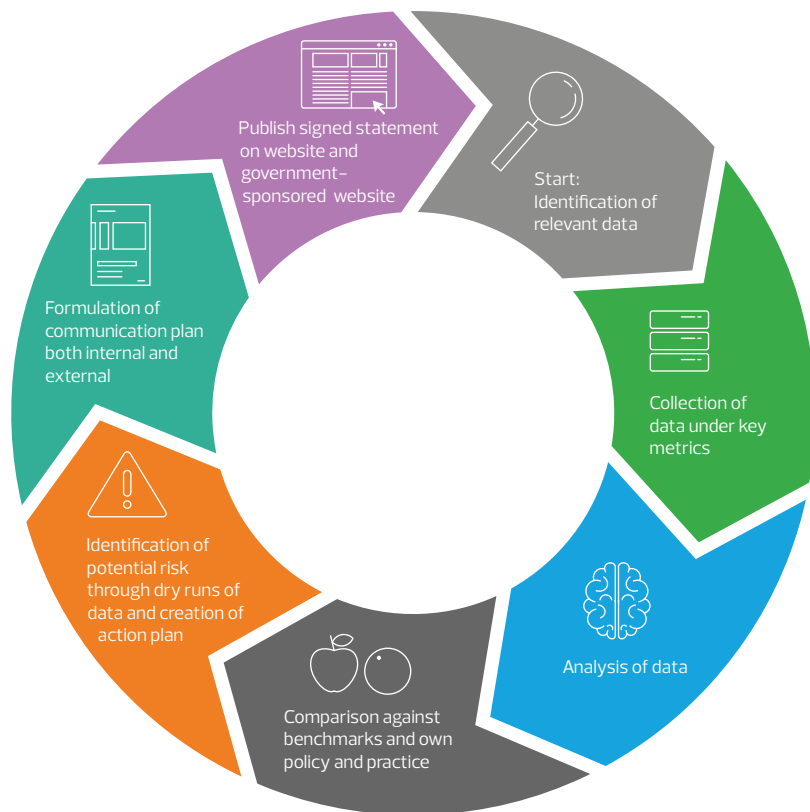 Start:
Identification of
relevant data
Collection of
data under key
metrics
Analysis of data
Comparison against
benchmarks and own
policy and practice
Identification of
potential risk
through dry runs of
data and creation of
action plan
Formulation of
communication plan
both internal and
external
Publish signed statement
on website and
government-
sponsored website